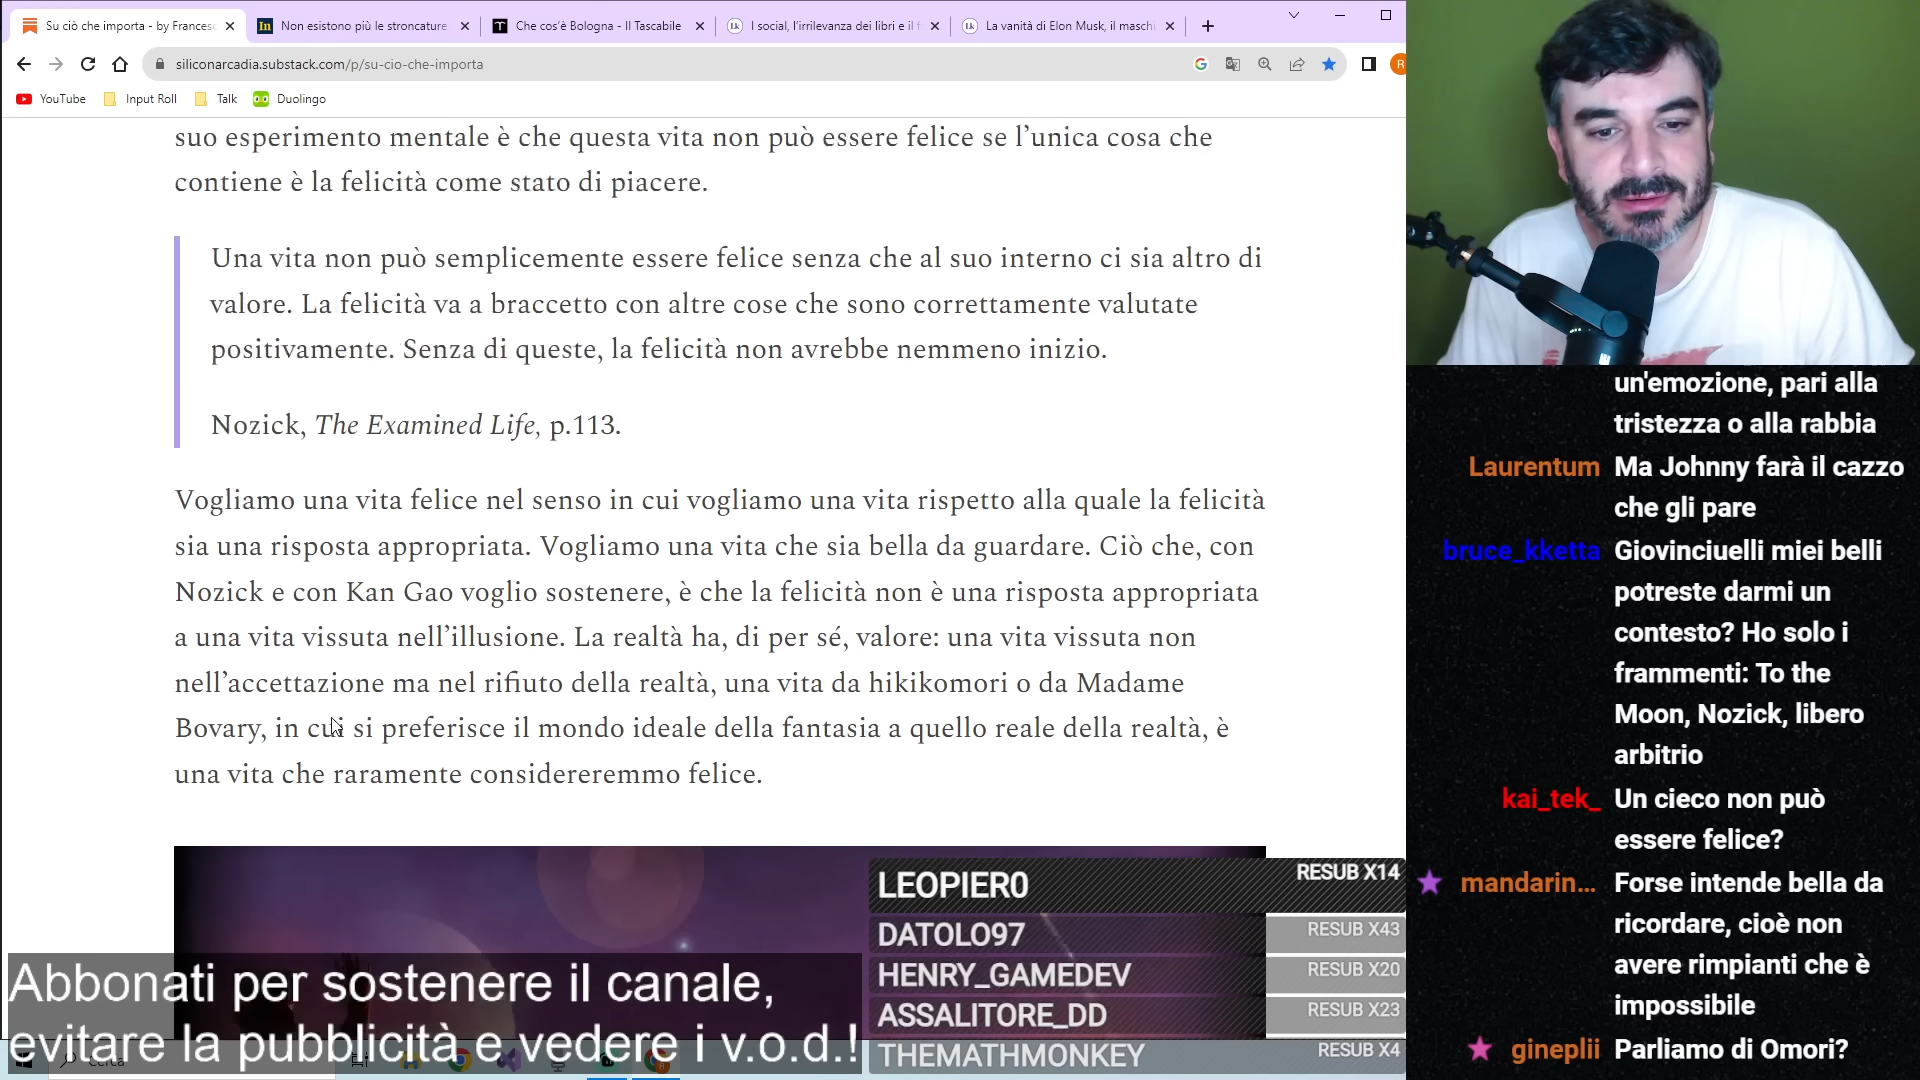 Su ciò che importa - by Francesc
Non esistono più le stroncature
Che cos'è Bologna - Il Tascabile
I social, l'irrilevanza dei libri e il f
La vanità di Elon Musk, il maschi
siliconarcadia.substack.com/p/su-cio-che-importa
YouTube
Input Roll
Talk
Duolingo
suo esperimento mentale è che questa vita non può essere felice se l'unica cosa che
contiene è la felicità come stato di piacere.
Una vita non può semplicemente essere felice senza che al suo interno ci sia altro di
valore. La felicità va a braccetto con altre cose che sono correttamente valutate
positivamente. Senza di queste, la felicità non avrebbe nemmeno inizio.
Nozick, The Examined Life, p.113.
Vogliamo una vita felice nel senso in cui vogliamo una vita rispetto alla quale la felicità
sia una risposta appropriata. Vogliamo una vita che sia bella da guardare. Ciò che, con
Nozick e con Kan Gao voglio sostenere, è che la felicità non è una risposta appropriata
a una vita vissuta nell'illusione. La realtà ha, di per sé, valore: una vita vissuta non
nell'accettazione ma nel rifiuto della realtà, una vita da hikikomori o da Madame
Bovary, in cui si preferisce il mondo ideale della fantasia a quello reale della realtà, è
una vita che raramente considereremmo felice.
Abbonati per sostenere il canale,
evitare la pubblicità e vedere i v.o.d.!
Cerca
LEOPIER0 RESUB X14
DATOLO97 RESUB X43
HENRY_GAMEDEV RESUB X20
ASSALITORE_DD RESUB X23
THEMATHMONKEY RESUB X4
un'emozione, pari alla
tristezza o alla rabbia
Laurentum Ma Johnny farà il cazzo
che gli pare
bruce_kketta Giovinciuelli miei belli
potreste darmi un
contesto? Ho solo i
frammenti: To the
Moon, Nozick, libero
arbitrio
kai_tek_ Un cieco non può
essere felice?
mandarin... Forse intende bella da
ricordare, cioè non
avere rimpianti che è
impossibile
gineplii Parliamo di Omori?